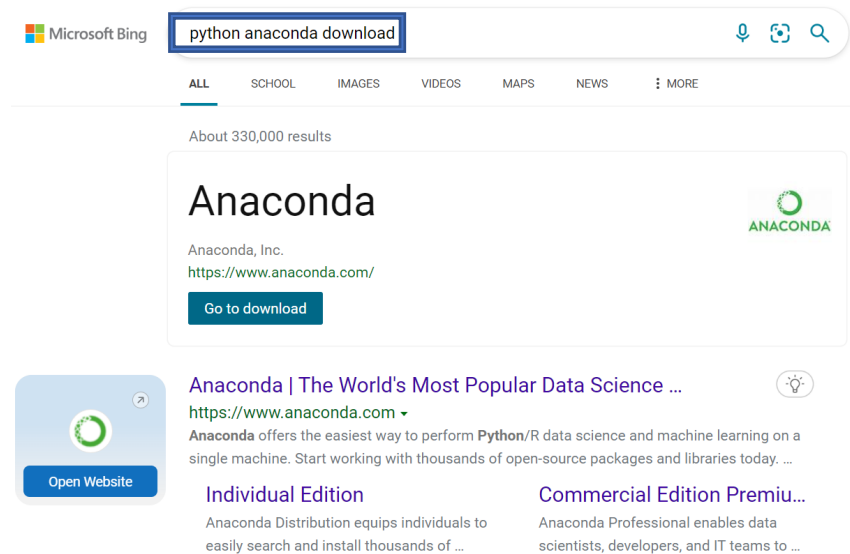 Microsoft Bing
python anaconda download
ALL SCHOOL IMAGES VIDEOS MAPS NEWS MORE
About 330,000 results
Anaconda
ANACONDA
Anaconda, Inc.
https://www.anaconda.com/
Go to download
Anaconda | The World's Most Popular Data Science ...
https://www.anaconda.com
Anaconda offers the easiest way to perform Python/R data science and machine learning on a
single machine. Start working with thousands of open-source packages and libraries today. ...
Open Website
Individual Edition
Anaconda Distribution equips individuals to
easily search and install thousands of ...
Commercial Edition Premiu...
Anaconda Professional enables data
scientists, developers, and IT teams to ...